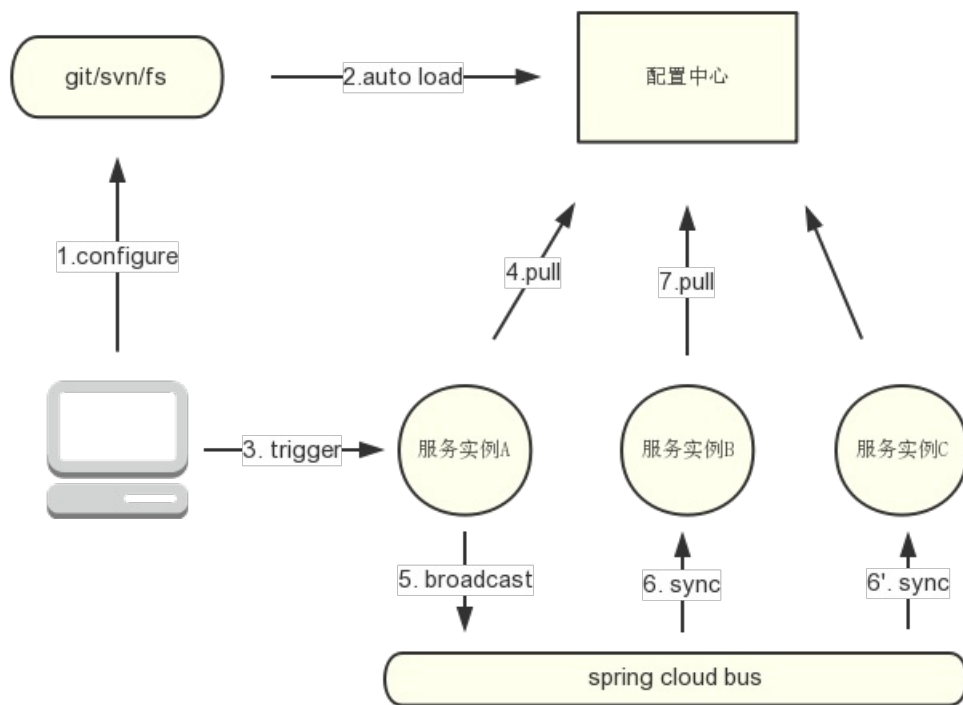 git/svn/fs
2.auto load
配置中心
1.configure
4.pull
7.pull
3. trigger
服务实例A
服务实例B
服务实例C
5. broadcast
6. sync
6'. sync
spring cloud bus